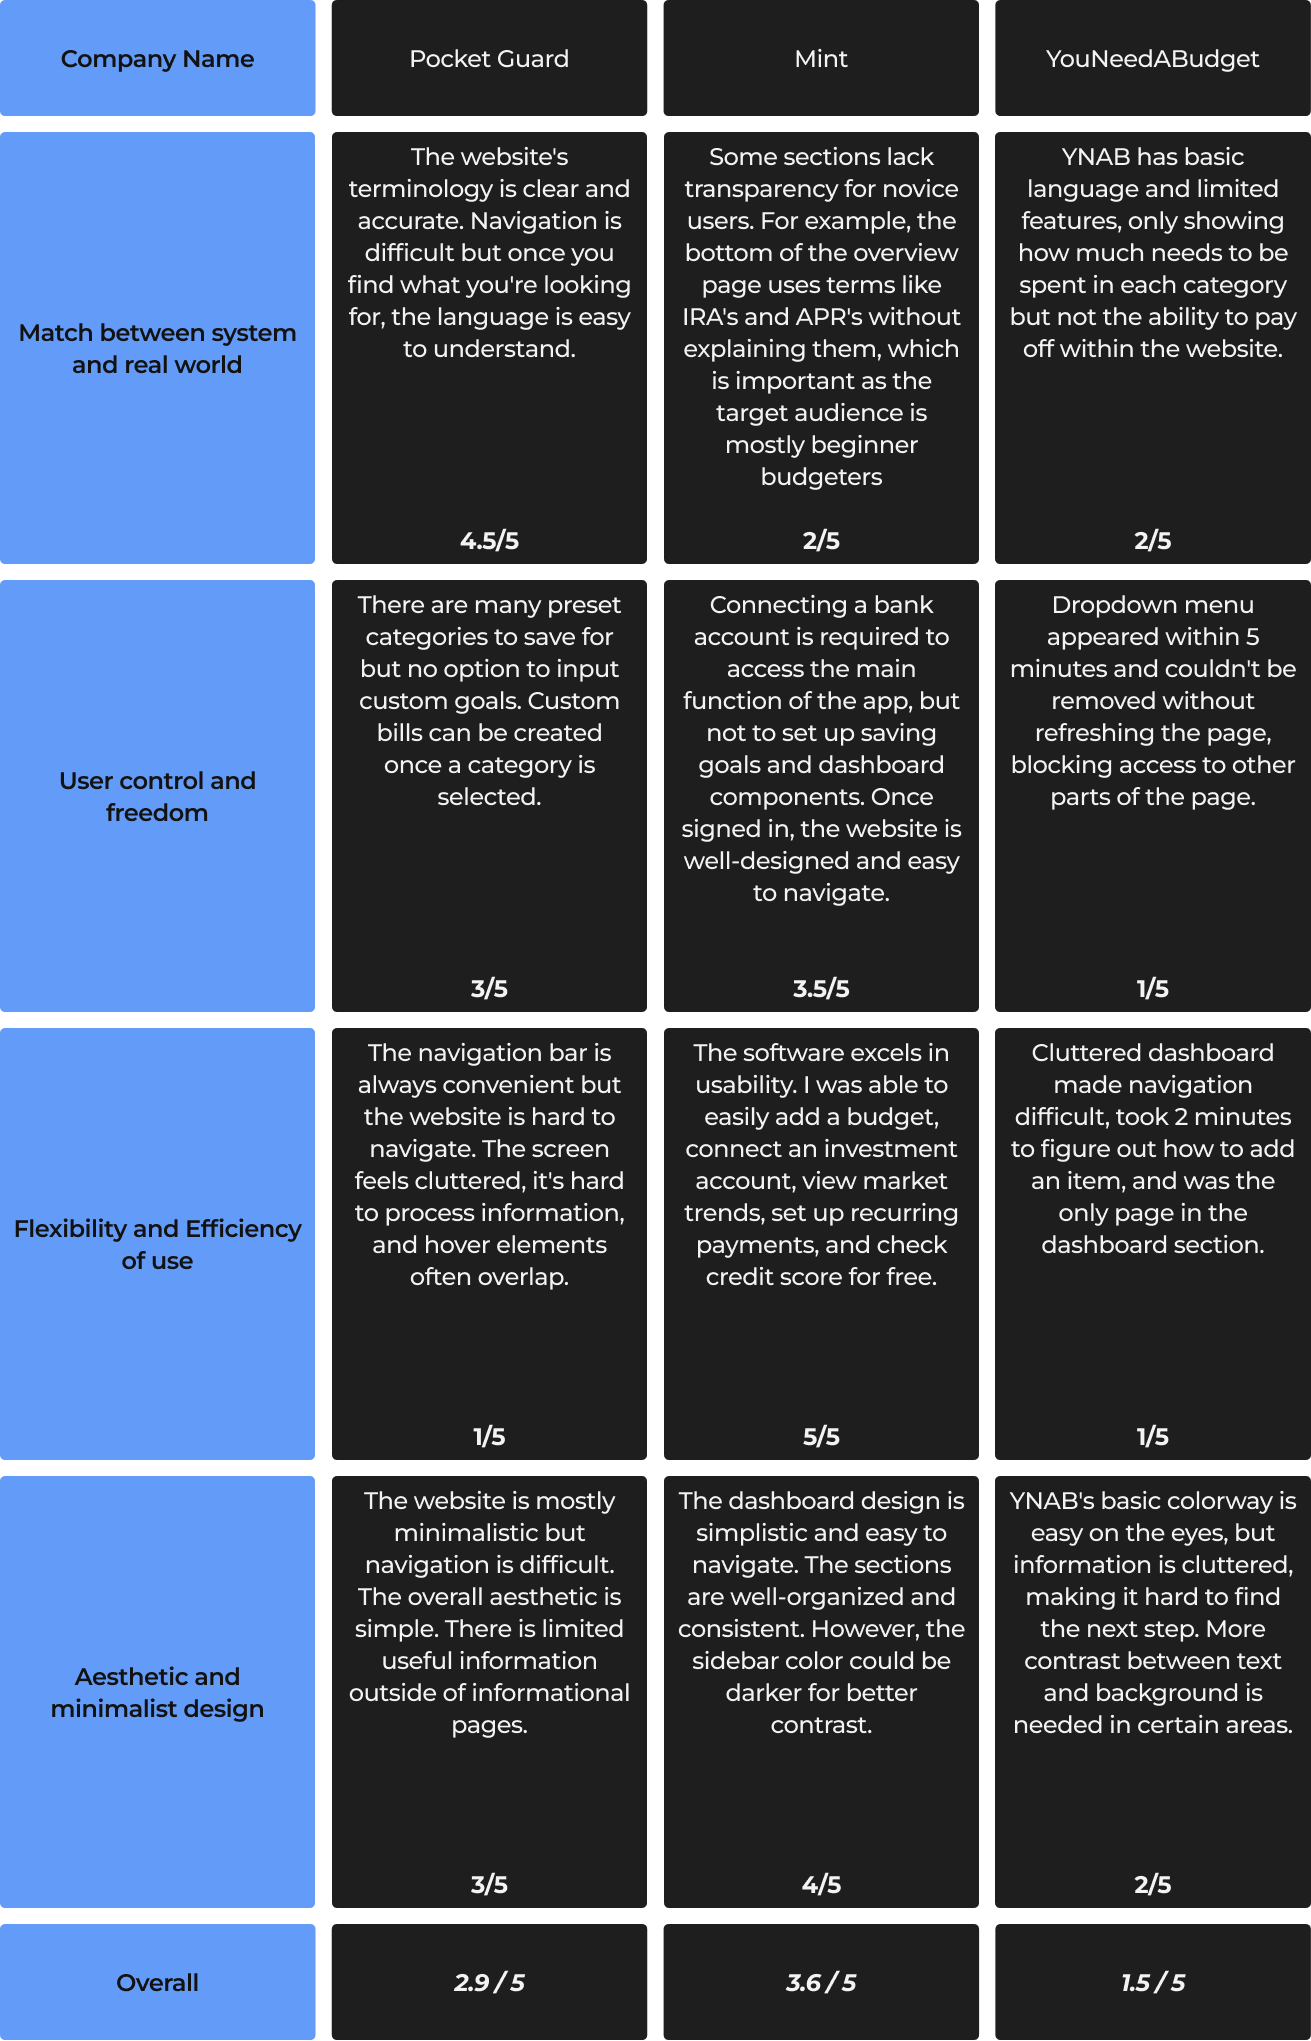 Company Name
Pocket Guard
Mint
YouNeedABudget
Match between system
and real world
The website's
terminology is clear and
accurate. Navigation is
difficult but once you
find what you're looking
for, the language is easy
to understand.
4.5/5
Some sections lack
transparency for novice
users. For example, the
bottom of the overview
page uses terms like
IRA's and APR's without
explaining them, which
is important as the
target audience is
mostly beginner
budgeters
2/5
YNAB has basic
language and limited
features, only showing
how much needs to be
spent in each category
but not the ability to pay
off within the website.
2/5
User control and
freedom
There are many preset
categories to save for
but no option to input
custom goals. Custom
bills can be created
once a category is
selected.
3/5
Connecting a bank
account is required to
access the main
function of the app, but
not to set up saving
goals and dashboard
components. Once
signed in, the website is
well-designed and easy
to navigate.
3.5/5
Dropdown menu
appeared within 5
minutes and couldn't be
removed without
refreshing the page,
blocking access to other
parts of the page.
1/5
Flexibility and Efficiency
of use
The navigation bar is
always convenient but
the website is hard to
navigate. The screen
feels cluttered, it's hard
to process information,
and hover elements
often overlap.
1/5
The software excels in
usability. I was able to
easily add a budget,
connect an investment
account, view market
trends, set up recurring
payments, and check
credit score for free.
5/5
Cluttered dashboard
made navigation
difficult, took 2 minutes
to figure out how to add
an item, and was the
only page in the
dashboard section.
1/5
Aesthetic and
minimalist design
The website is mostly
minimalistic but
navigation is difficult.
The overall aesthetic is
simple. There is limited
useful information
outside of informational
pages.
3/5
The dashboard design is
simplistic and easy to
navigate. The sections
are well-organized and
consistent. However, the
sidebar color could be
darker for better
contrast.
4/5
YNAB's basic colorway is
easy on the eyes, but
information is cluttered,
making it hard to find
the next step. More
contrast between text
and background is
needed in certain areas.
2/5
Overall
2.9 / 5
3.6 / 5
1.5 / 5